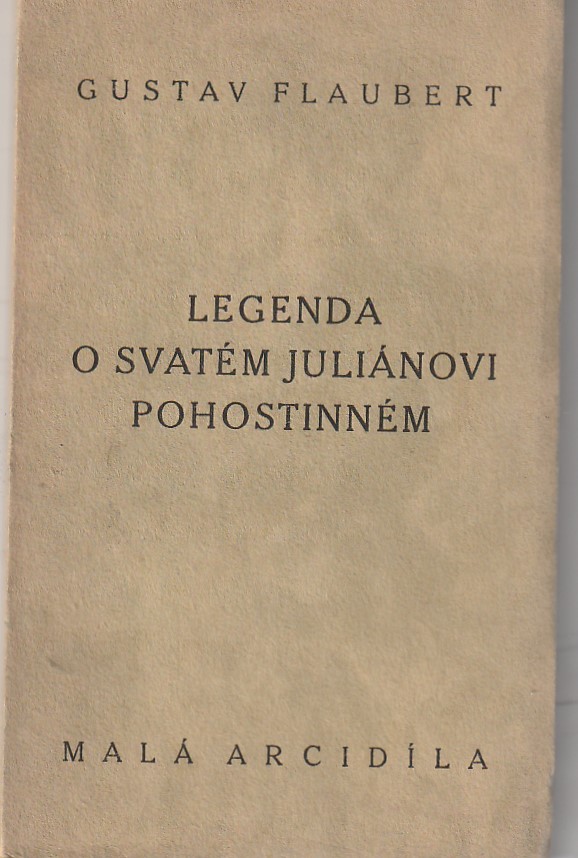 GUSTAV FLAUBERT
LEGENDA
O SVATÉM JULIÁNOVI
POHOSTINNÉM
MALÁ ARCIDÍLA